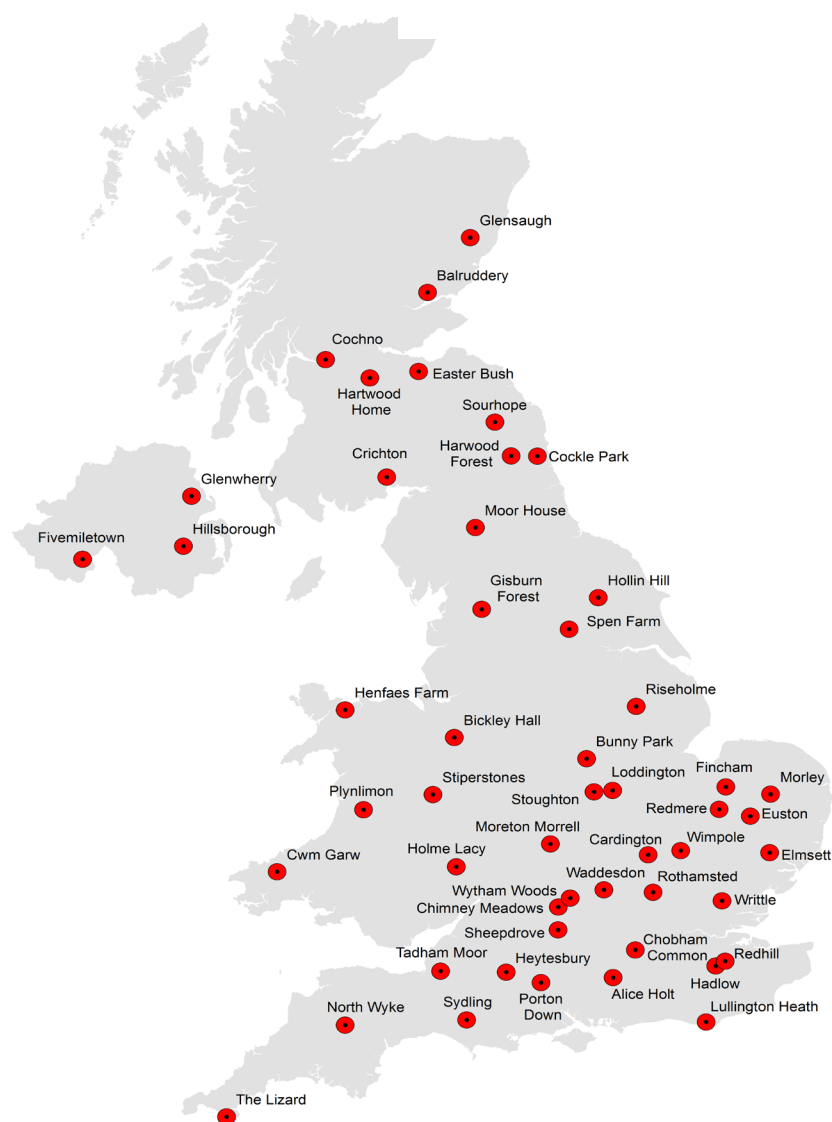 Glensaugh
Balruddery
Cochno
Easter Bush
Hartwood
Home
Sourhope
Harwood
Forest
Cockle Park
Crichton
Glenwherry
Moor House
Hillsborough
Fivemiletown
Hollin Hill
Gisburn
Forest
Spen Farm
Henfaes Farm
Riseholme
Bickley Hall
Bunny Park
Fincham
Loddington
Morley
Stiperstones
Stoughton
Plynlimon
Redmere
Euston
Moreton Morrell
Cardington
Wimpole
Cwm Garw
Holme Lacy
Elmsett
Waddesdon
Rothamsted
Wytham Woods
Writtle
Chimney Meadows
Sheepdrove
Chobham
Common
Redhill
Tadham Moor
Heytesbury
Hadlow
Alice Holt
Porton
Down
North Wyke
Sydling
Lullington Heath
The Lizard